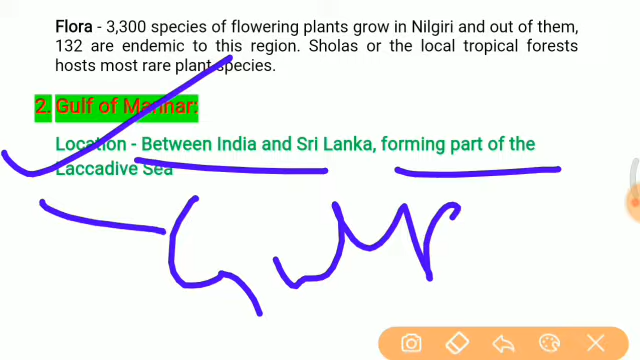 Flora - 3,300 species of flowering plants grow in Nilgiri and out of them,
132 are endemic to this region. Sholas or the local tropical forests
hosts most rare plant species.
2. Gulf of Mannar:
Location - Between India and Sri Lanka, forming part of the
Laccadive Sea